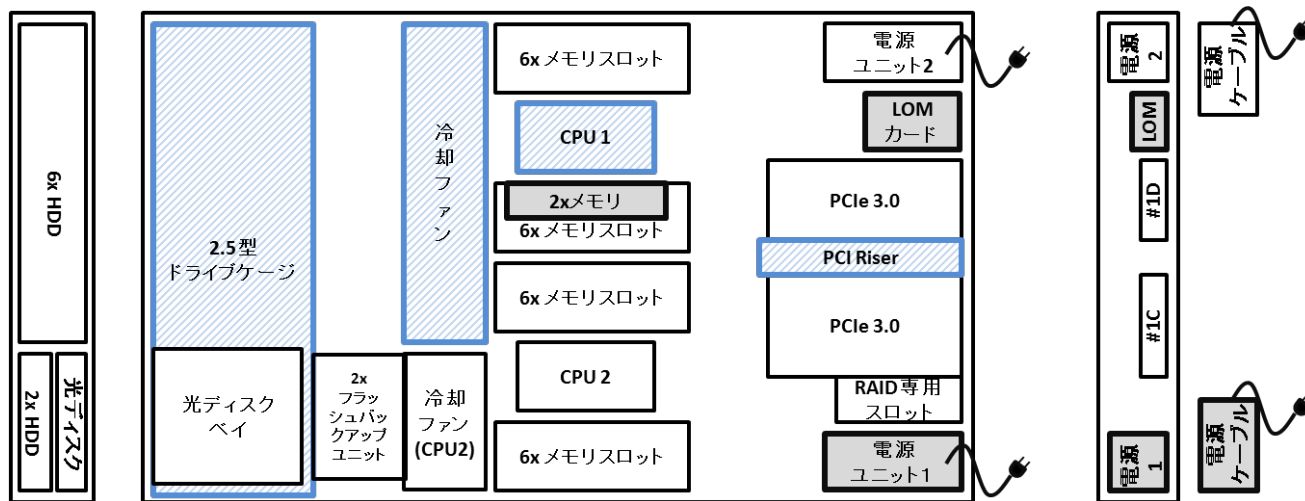 6x HDD
2x HDD
光ディスク
2.5型
ドライブケージ
光ディスク
ベイ
2x
フラッ
シュバッ
クアップ
ユニット
冷
却
フ
ァ
ン
冷却
ファン
(CPU2)
6x メモリスロット
CPU 1
2xメモリ
6x メモリスロット
6x メモリスロット
CPU 2
6x メモリスロット
電源
ユニット2
LOM
カード
PCIe 3.0
PCI Riser
PCIe 3.0
RAID専用
スロット
電源
ユニット1
電源
2
LOM
#1D
#1C
電源
1
電源
ケーブル
電源
ケーブル